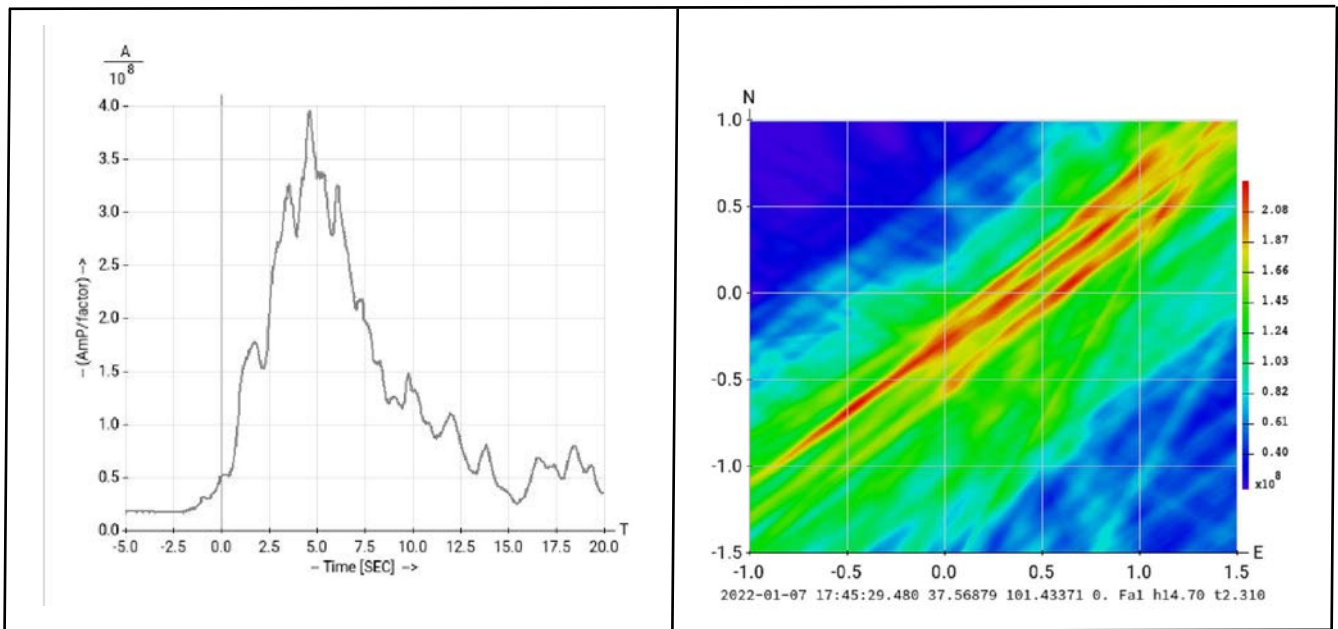 A
10 8
4.0
3.5
3.0
2.5
2.0
1.5
1.0
0.5
0.0
– (AmP/factor) –>
-5.0 -2.5 0.0 2.5 5.0 7.5 10.0 12.5 15.0 17.5 20.0 T
– Time [SEC] –>
N
1.0
0.5
0.0
-0.5
-1.0
-1.5
E
-1.0 -0.5 0.0 0.5 1.0 1.5
2.08
1.87
1.66
1.45
1.24
1.03
0.82
0.61
0.40
x10 8
2022-01-07 17:45:29.480 37.56879 101.43371 0. Fa1 h14.70 t2.310